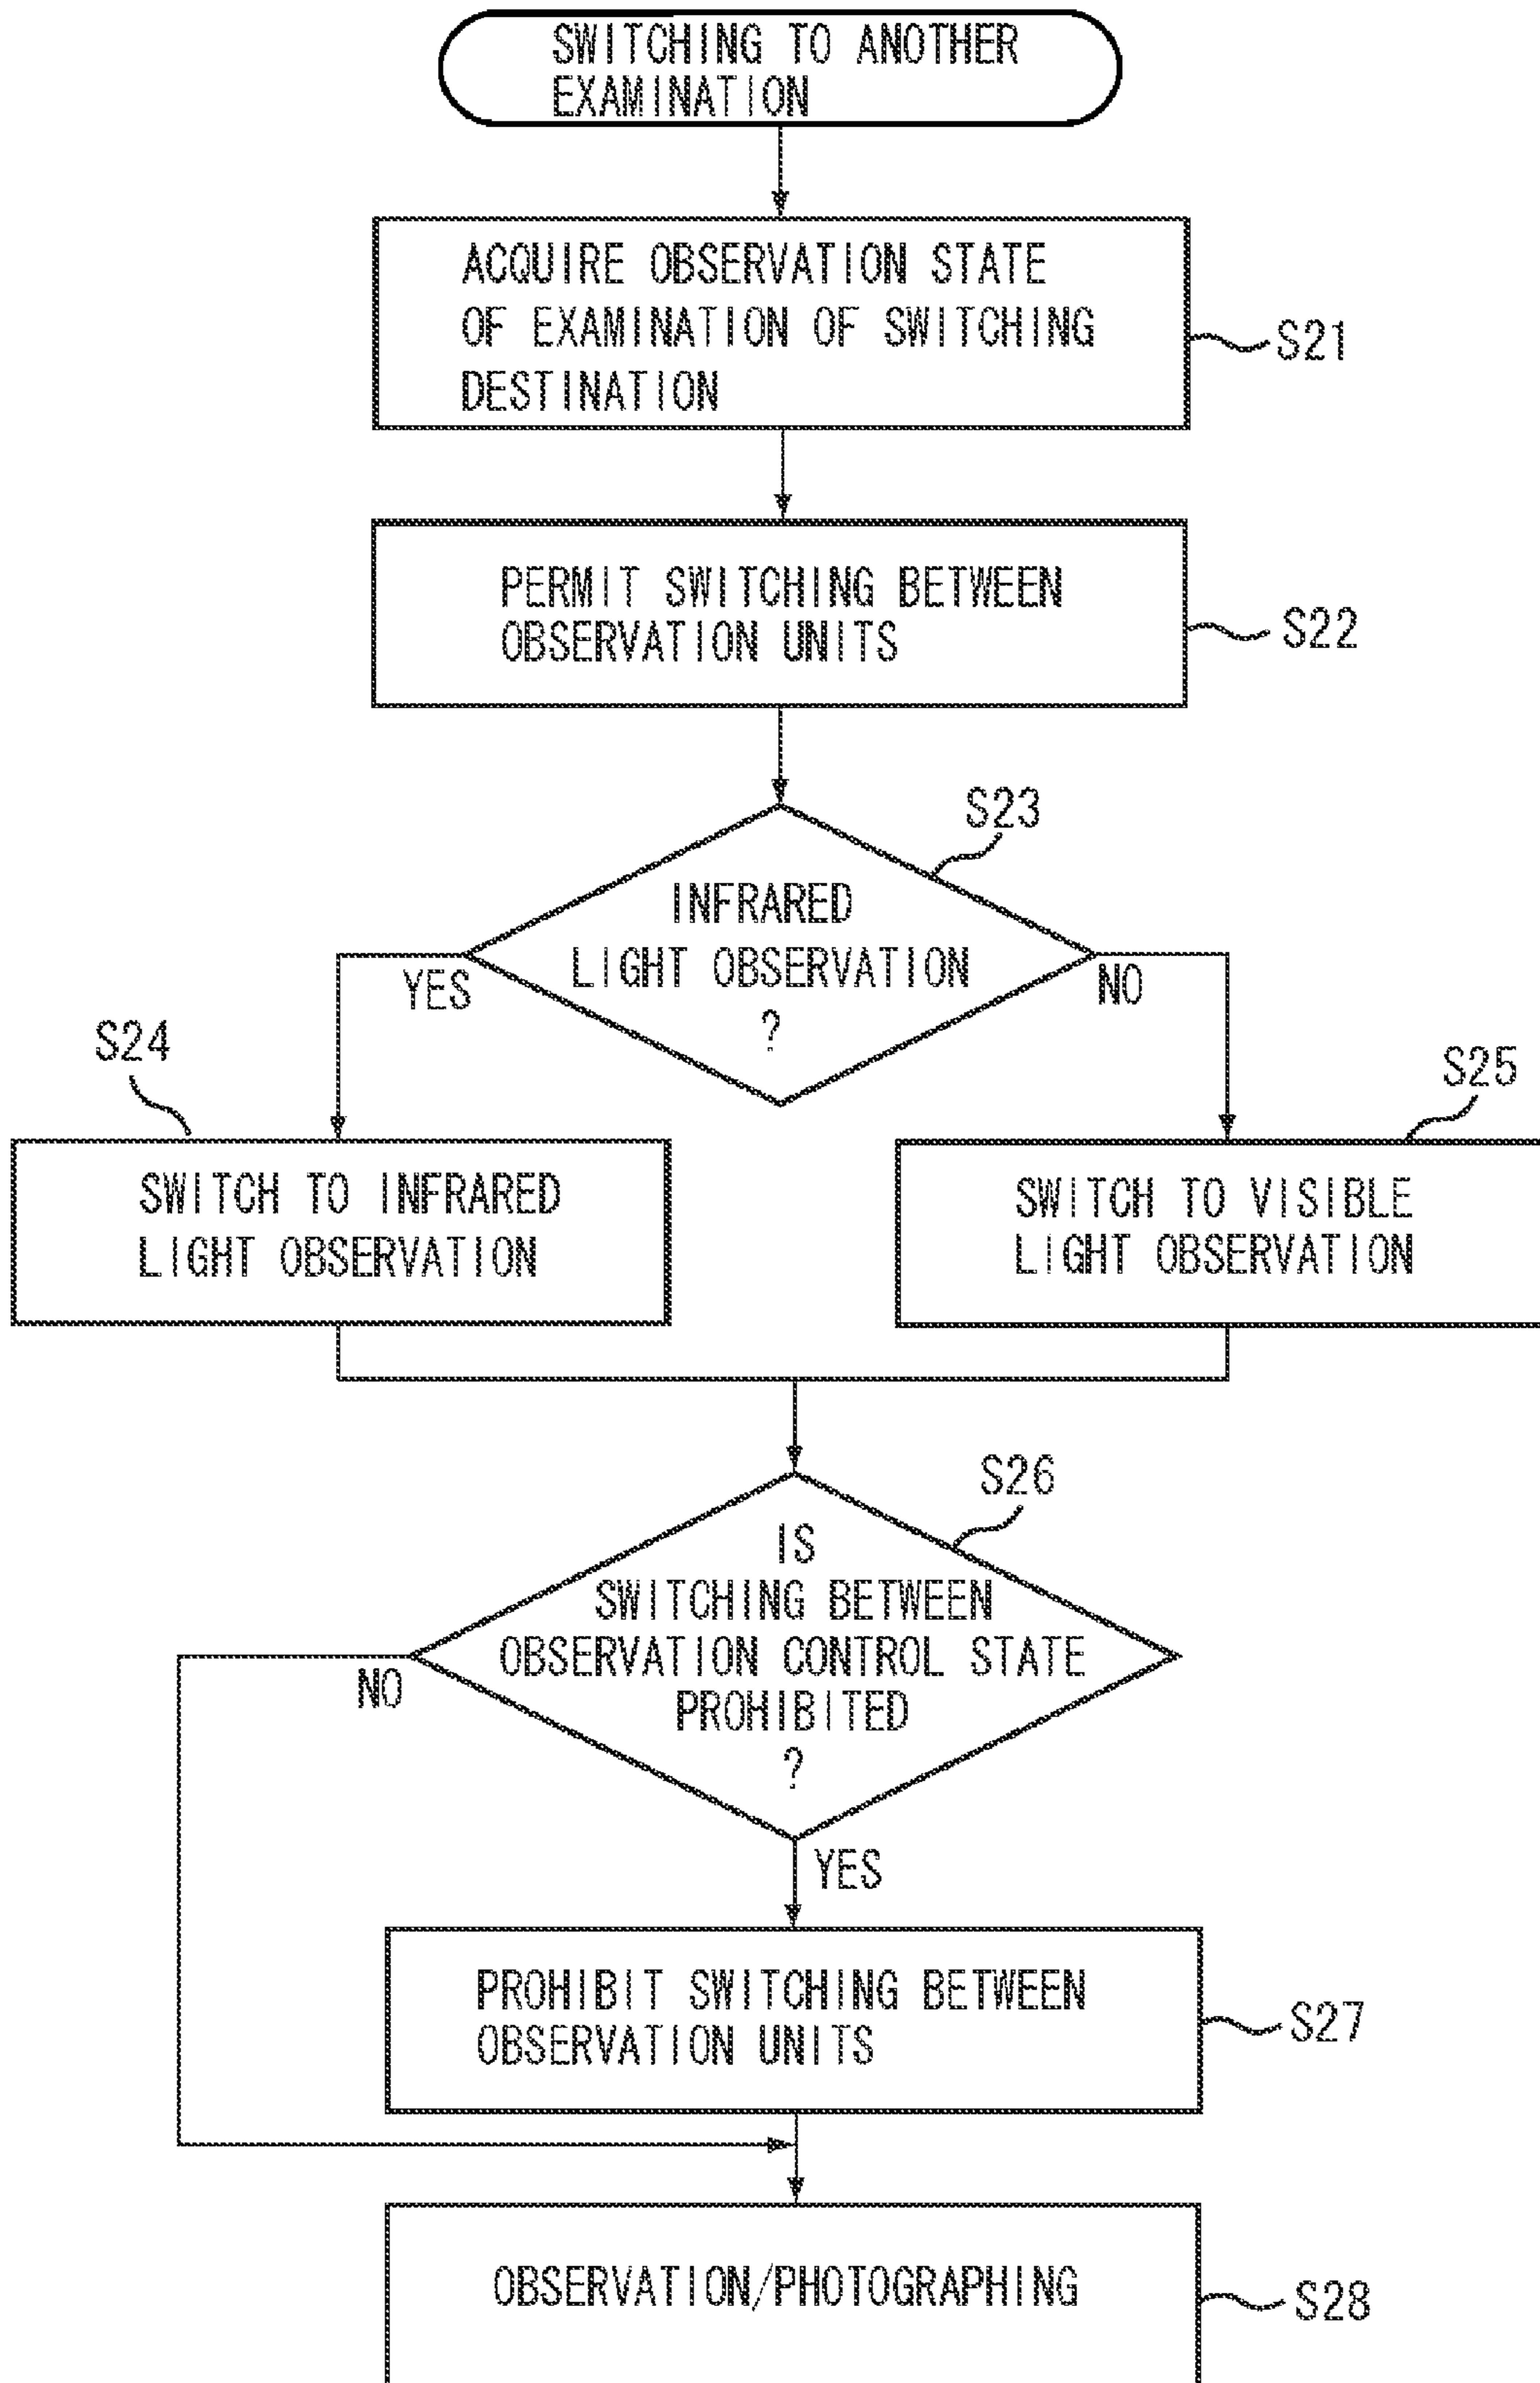 SWITCHING TO ANOTHER
EXAMINATION
ACQUIRE OBSERVATION STATE
OF EXAMINATION OF SWITCHING
DESTINATION
S21
PERMIT SWITCHING BETWEEN
OBSERVATION UNITS
S22
S23
INFRARED
LIGHT OBSERVATION
?
YES
NO
S24
S25
SWITCH TO INFRARED
LIGHT OBSERVATION
SWITCH TO VISIBLE
LIGHT OBSERVATION
S26
IS
SWITCHING BETWEEN
OBSERVATION CONTROL STATE
PROHIBITED
?
NO
YES
PROHIBIT SWITCHING BETWEEN
OBSERVATION UNITS
S27
OBSERVATION/PHOTOGRAPHING
S28